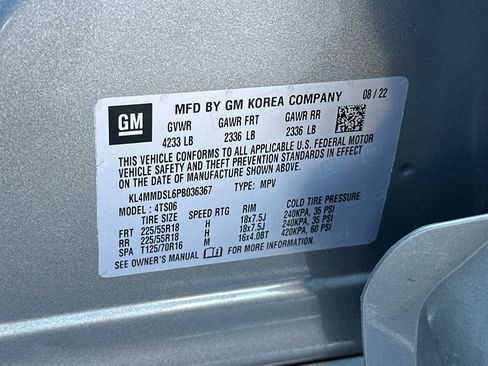 GM
MFD BY GM KOREA COMPANY 08 / 22
GVWR GAWR FRT GAWR RR
4233 LB 2336 LB 2336 LB
THIS VEHICLE CONFORMS TO ALL APPLICABLE U.S. FEDERAL MOTOR
VEHICLE SAFETY AND THEFT PREVENTION STANDARDS IN EFFECT
ON THE DATE OF MANUFACTURE SHOWN ABOVE.
KL4MMDSL6PB036367 TYPE: MPV
MODEL : 4TS06
TIRE SIZE SPEED RTG RIM COLD TIRE PRESSURE
FRT 225/55R18 H 18x7.5J 240KPA, 35 PSI
RR 225/55R18 H 18x7.5J 240KPA, 35 PSI
SPA T125/70R16 M 16x4.0BT 420KPA, 60 PSI
SEE OWNER'S MANUAL FOR MORE INFORMATION.